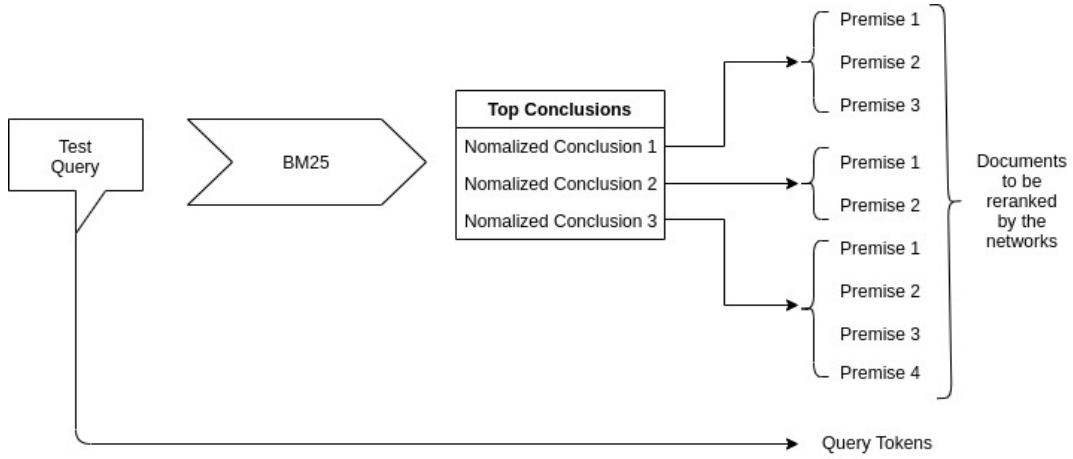 Test
Query
BM25
Top Conclusions
Nomalized Conclusion 1
Nomalized Conclusion 2
Nomalized Conclusion 3
Premise 1
Premise 2
Premise 3
Premise 1
Premise 2
Premise 1
Premise 2
Premise 3
Premise 4
Documents
to be
reranked
by the
networks
Query Tokens